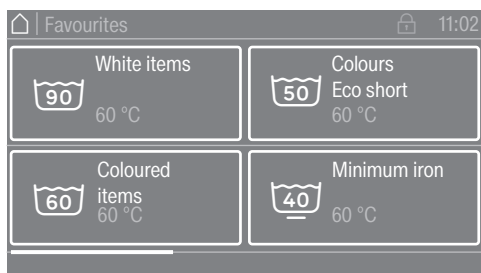 Favourites 11:02
White items
90
60 °C
Colours
Eco short
50
60 °C
Coloured
items
60
60 °C
Minimum iron
40
60 °C